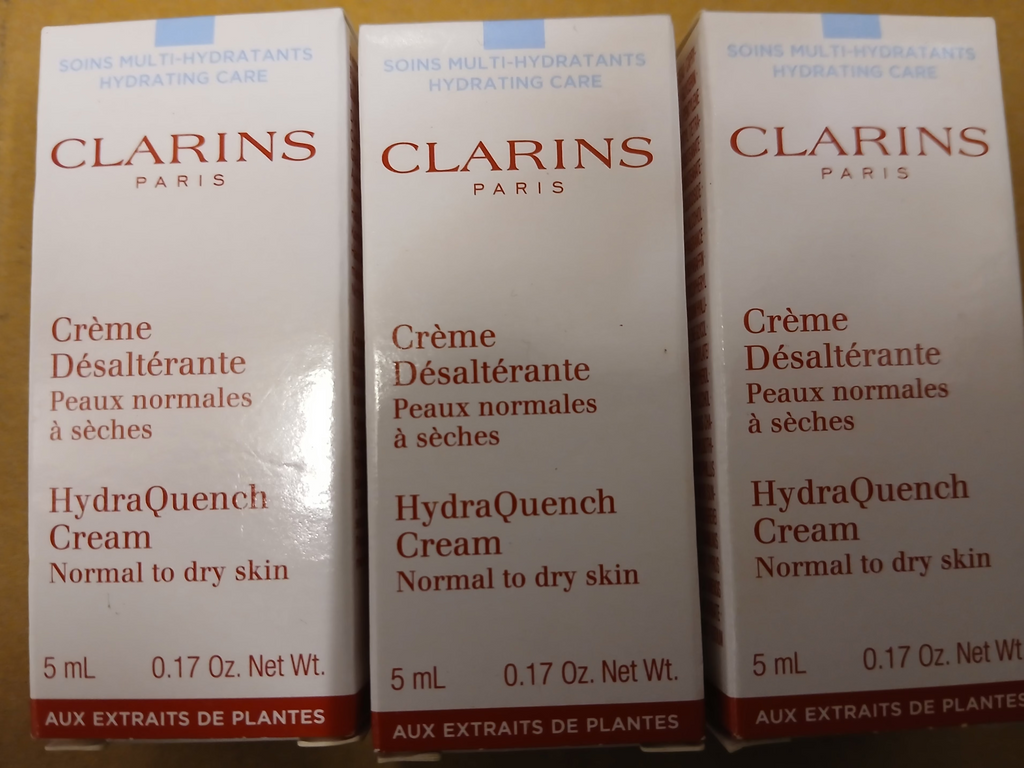 SOINS MULTI-HYDRATANTS
HYDRATING CARE
CLARINS
PARIS
Crème
Désaltérante
Peaux normales
à sèches
HydraQuench
Cream
Normal to dry skin
5 mL 0.17 Oz. Net Wt.
AUX EXTRAITS DE PLANTES
SOINS MULTI-HYDRATANTS
HYDRATING CARE
CLARINS
PARIS
Crème
Désaltérante
Peaux normales
à sèches
HydraQuench
Cream
Normal to dry skin
5 mL 0.17 Oz. Net Wt.
AUX EXTRAITS DE PLANTES
SOINS MULTI-HYDRATANTS
HYDRATING CARE
CLARINS
PARIS
Crème
Désaltérante
Peaux normales
à sèches
HydraQuench
Cream
Normal to dry skin
5 mL 0.17 Oz. Net Wt
AUX EXTRAITS DE PLANTES